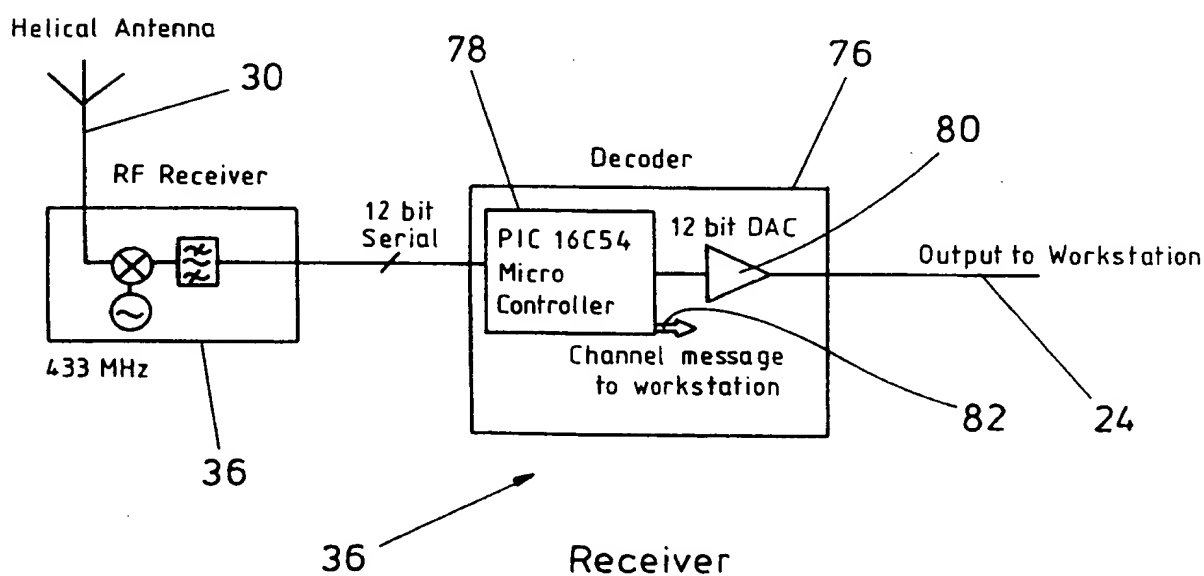 Helical Antenna
30
RF Receiver
433 MHz
36
12 bit
Serial
78
Decoder
76
PIC 16C54
Micro
Controller
12 bit DAC
80
Channel message
to workstation
82
Output to Workstation
24
36
Receiver